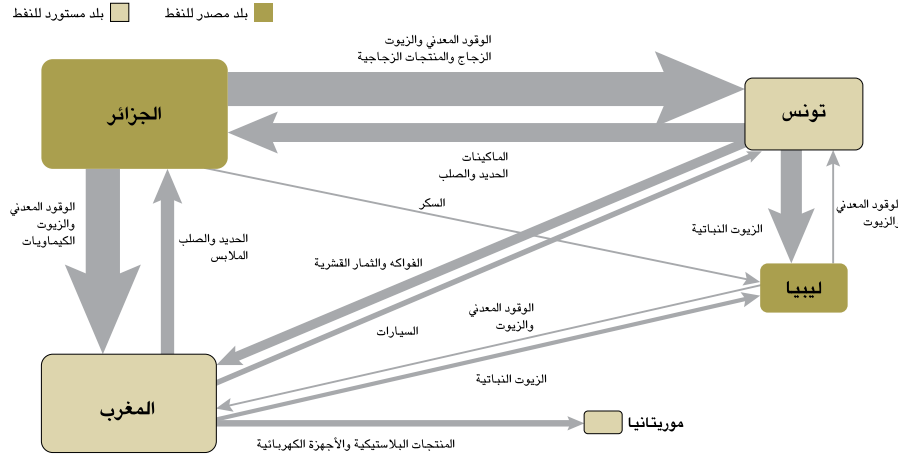 بلد مصدر للنفط
بلد مستورد للنفط
الوقود المعدني والزيوت
الزجاج والمنتجات الزجاجية
الجزائر
تونس
الماكينات
الحديد والصلب
السكر
الوقود المعدني
والزيوت
الكيماويات
الحديد والصلب
الملابس
الزيوت النباتية
لوقود المعدني
الزيوت
الفواكه والثمار القشرية
ليبيا
الوقود المعدني
والزيوت
السيارات
الزيوت النباتية
المغرب
موريتانيا
المنتجات البلاستيكية والأجهزة الكهربائية